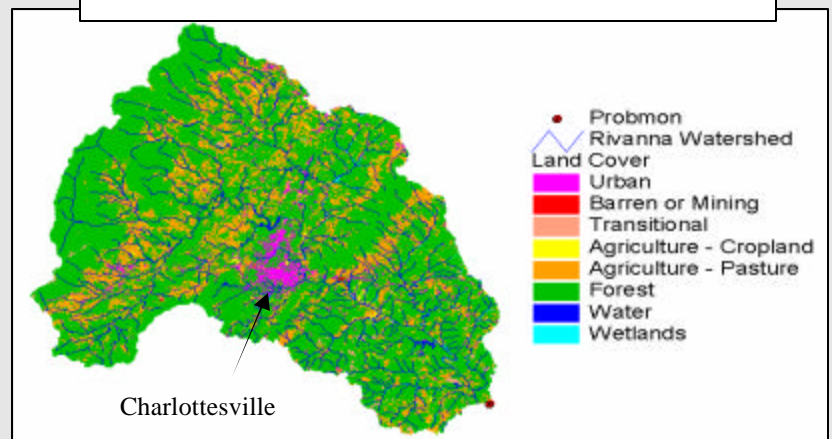 Probmon
Rivanna Watershed
Land Cover
Urban
Barren or Mining
Transitional
Agriculture - Cropland
Agriculture - Pasture
Forest
Water
Wetlands
Charlottesville